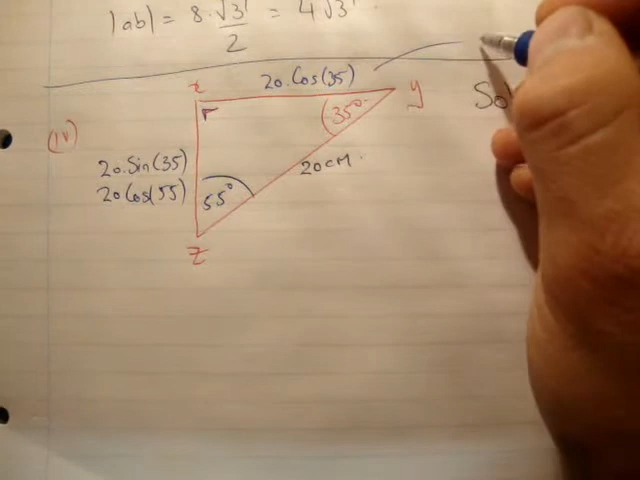 |ab| = 8.√3 / 2 = 4√3.
20.Cos(35)
x
y
So
(iv)
35°
20.Sin(35)
20cm.
20 Cos(55)
55°
z